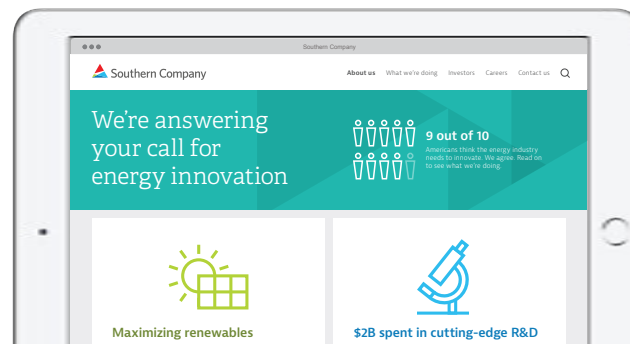 Southern Company
Southern Company
About us What we're doing Investors Careers Contact us
We're answering
your call for
energy innovation
9 out of 10
Americans think the energy industry
needs to innovate. We agree. Read on
to see what we're doing.
Maximizing renewables
$2B spent in cutting-edge R&D